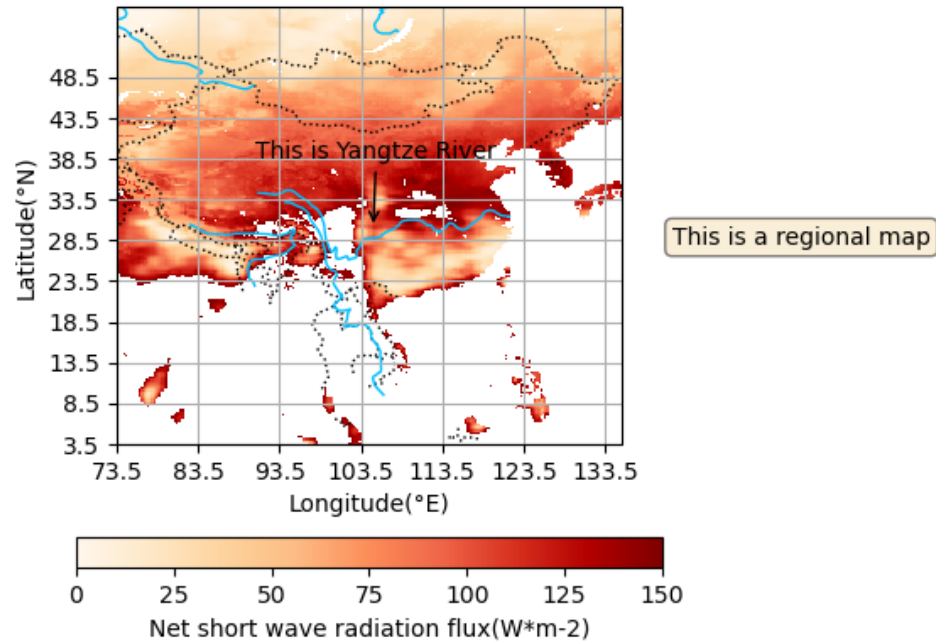 48.5
43.5
This is Yangtze River
38.5
33.5
This is a regional map
28.5
23.5
18.5
13.5
8.5
3.5
Latitude(°N)
73.5 83.5 93.5 103.5 113.5 123.5 133.5
Longitude(°E)
0 25 50 75 100 125 150
Net short wave radiation flux(W*m-2)